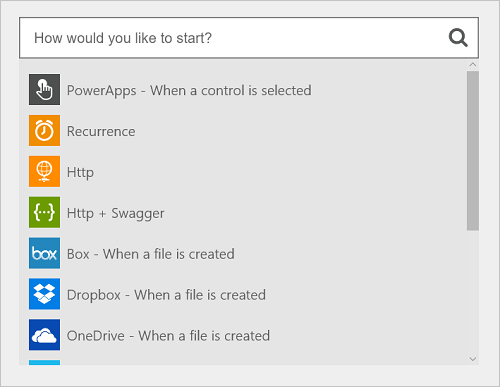 How would you like to start?
PowerApps - When a control is selected
Recurrence
Http
Http + Swagger
box Box - When a file is created
Dropbox - When a file is created
OneDrive - When a file is created